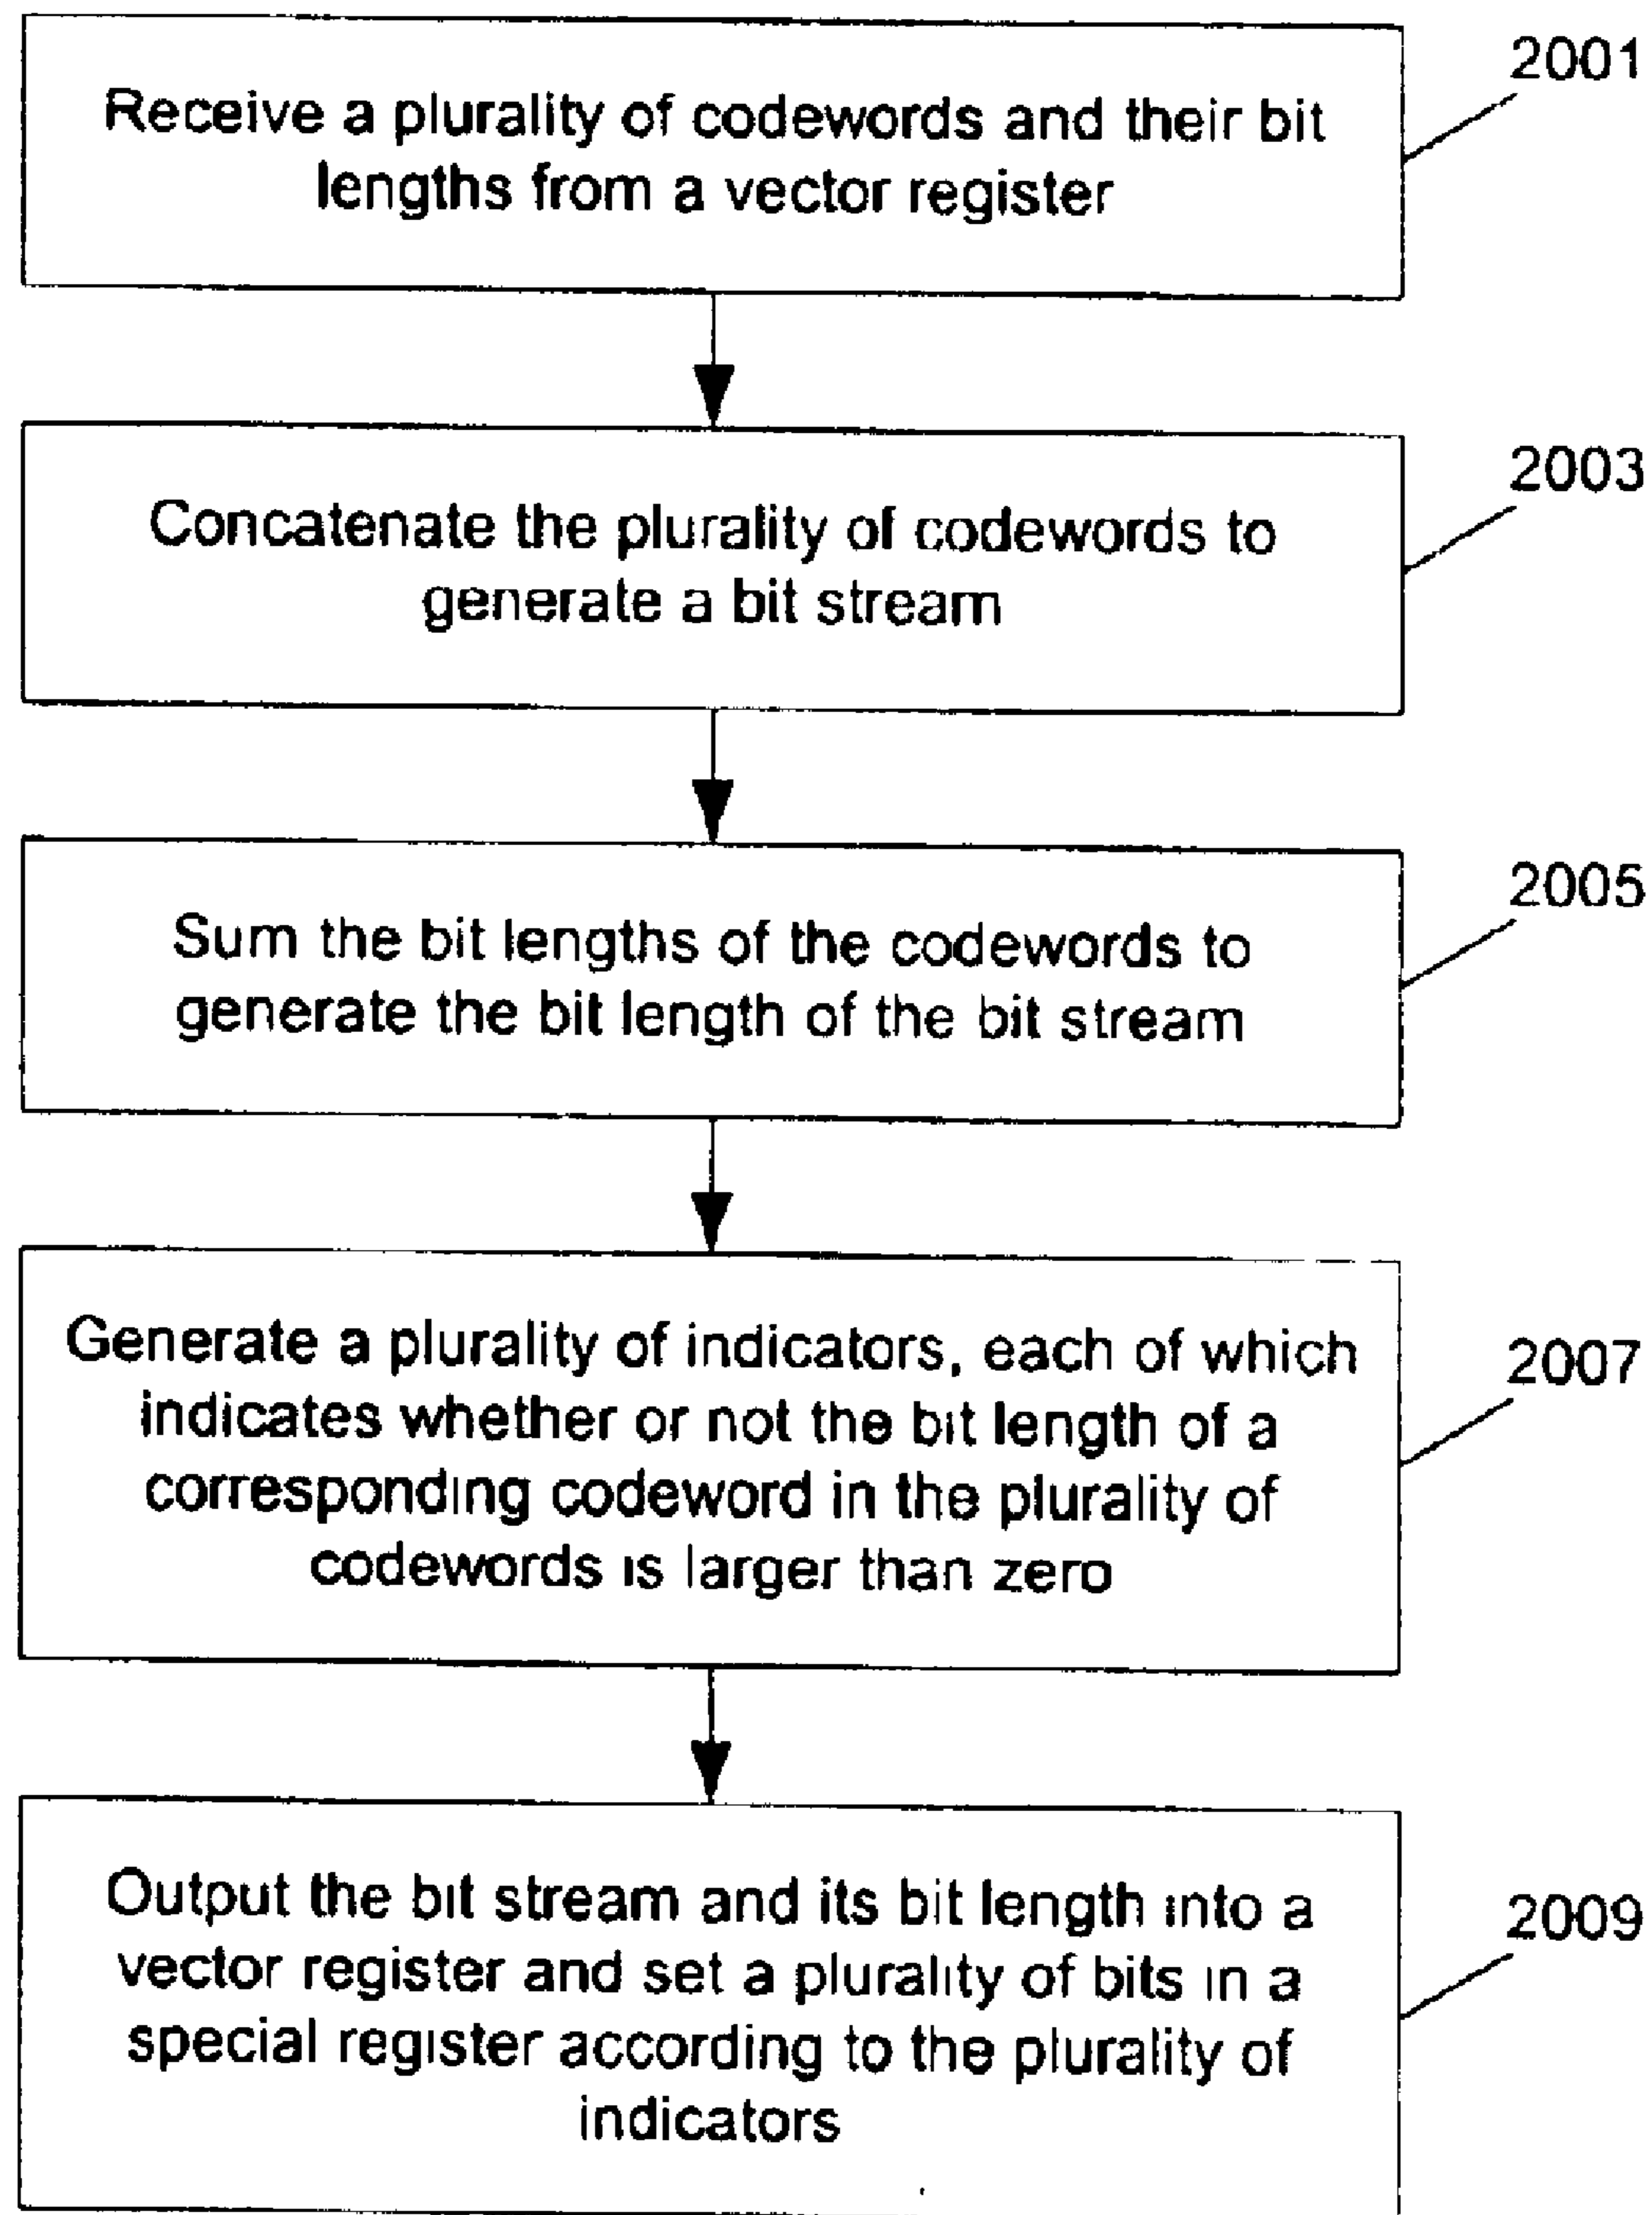 2001
Receive a plurality of codewords and their bit
lengths from a vector register
2003
Concatenate the plurality of codewords to
generate a bit stream
2005
Sum the bit lengths of the codewords to
generate the bit length of the bit stream
2007
Generate a plurality of indicators, each of which
indicates whether or not the bit length of a
corresponding codeword in the plurality of
codewords is larger than zero
2009
Output the bit stream and its bit length into a
vector register and set a plurality of bits in a
special register according to the plurality of
indicators